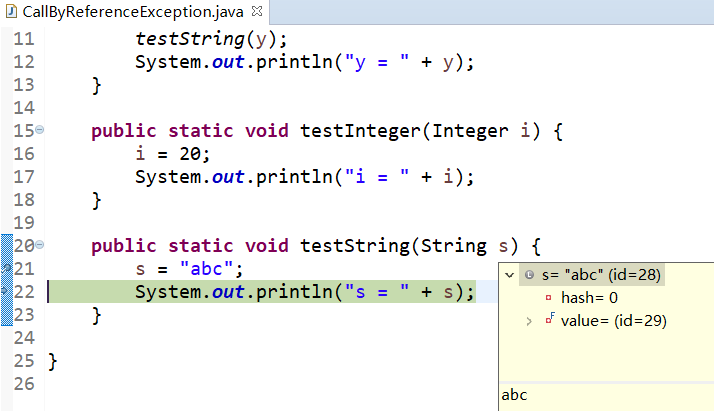 CallByReferenceException.java
11 testString(y);
12 System.out.println("y = " + y);
13 }
14
15 public static void testInteger(Integer i) {
16 i = 20;
17 System.out.println("i = " + i);
18 }
19
20 public static void testString(String s) {
21 s = "abc";
22 System.out.println("s = " + s);
23 }
24
25 }
26
s= "abc" (id=28)
hash= 0
value= (id=29)
abc